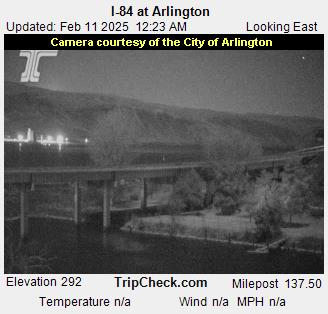 I-84 at Arlington
Updated: Feb 11 2025 12:23 AM Looking East
Camera courtesy of the City of Arlington
Elevation 292 TripCheck.com Milepost 137.50
Temperature n/a Wind n/a MPH n/a